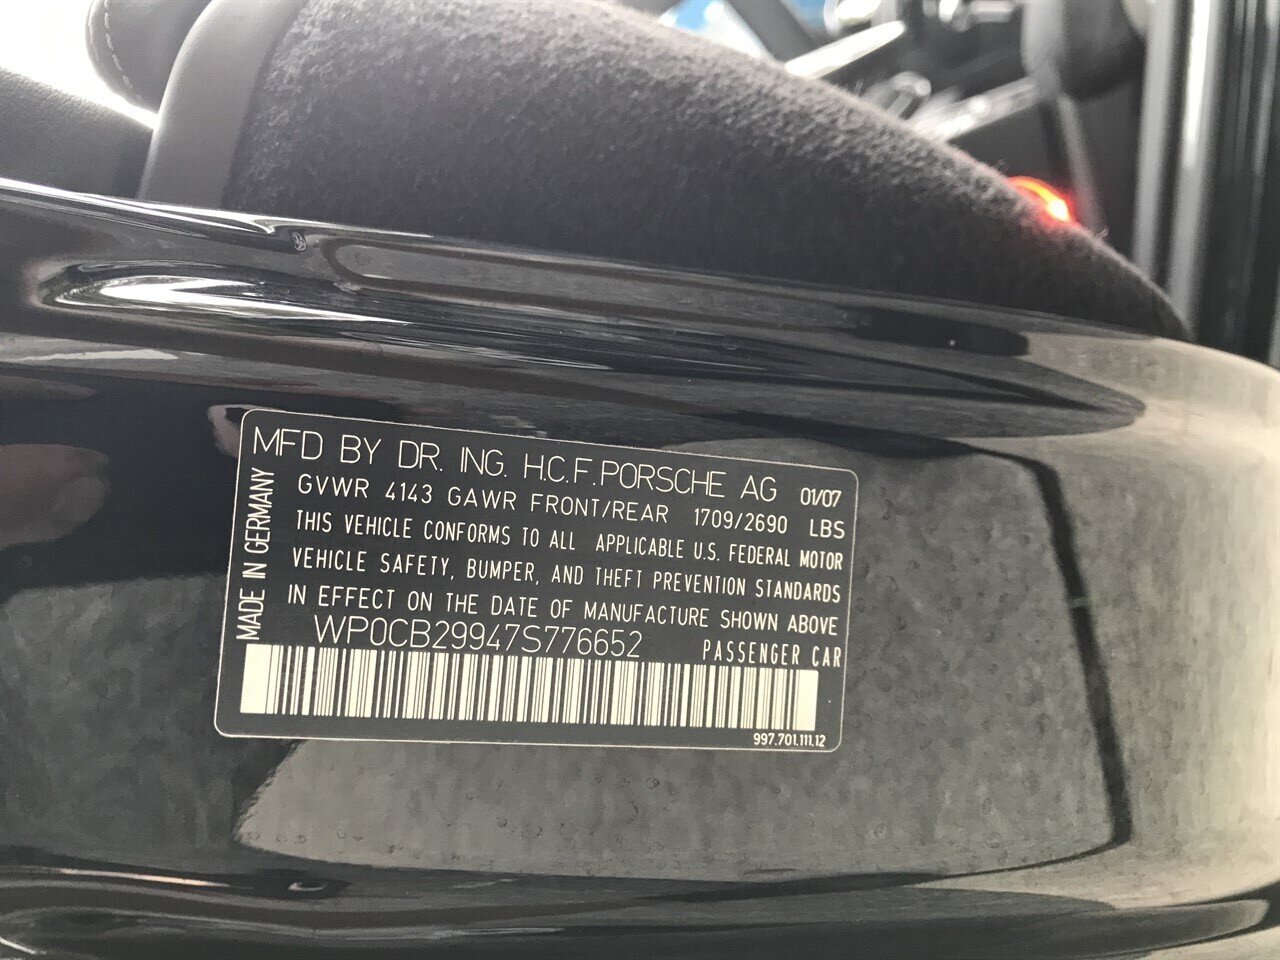 MFD BY DR. ING. H.C.F. PORSCHE AG 01/07
GVWR 4143 GAWR FRONT/REAR 1709/2690 LBS
THIS VEHICLE CONFORMS TO ALL APPLICABLE U.S. FEDERAL MOTOR
VEHICLE SAFETY, BUMPER, AND THEFT PREVENTION STANDARDS
IN EFFECT ON THE DATE OF MANUFACTURE SHOWN ABOVE
WP0CB29947S776652 PASSENGER CAR
997.701.111.12
MADE IN GERMANY